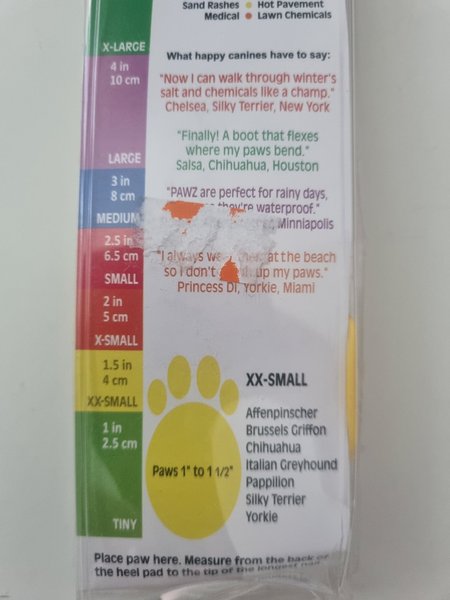 Sand Rashes • Hot Pavement
Medical • Lawn Chemicals
X-LARGE
4 in
10 cm
LARGE
3 in
8 cm
MEDIUM
2.5 in
6.5 cm
SMALL
2 in
5 cm
X-SMALL
1.5 in
4 cm
XX-SMALL
1 in
2.5 cm
TINY
What happy canines have to say:
"Now I can walk through winter's
salt and chemicals like a champ."
Chelsea, Silky Terrier, New York
"Finally! A boot that flexes
where my paws bend."
Salsa, Chihuahua, Houston
"PAWZ are perfect for rainy days,
they're waterproof."
Minniapolis
"I always at the beach
so I don't up my paws."
Princess Di, Yorkie, Miami
Paws 1" to 1 1/2"
XX-SMALL
Affenpinscher
Brussels Griffon
Chihuahua
Italian Greyhound
Pappilion
Silky Terrier
Yorkie
Place paw here. Measure from the back of
the heel pad to the tip of the longest nail.